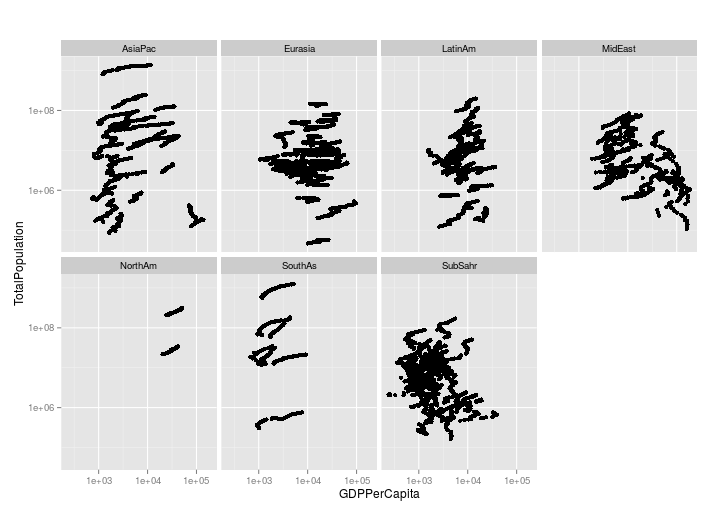 AsiaPac Eurasia LatinAm MidEast
1e+08
1e+06
TotalPopulation
NorthAm SouthAs SubSahr
1e+08
1e+06
1e+03 1e+04 1e+05 1e+03 1e+04 1e+05 1e+03 1e+04 1e+05
GDPPerCapita